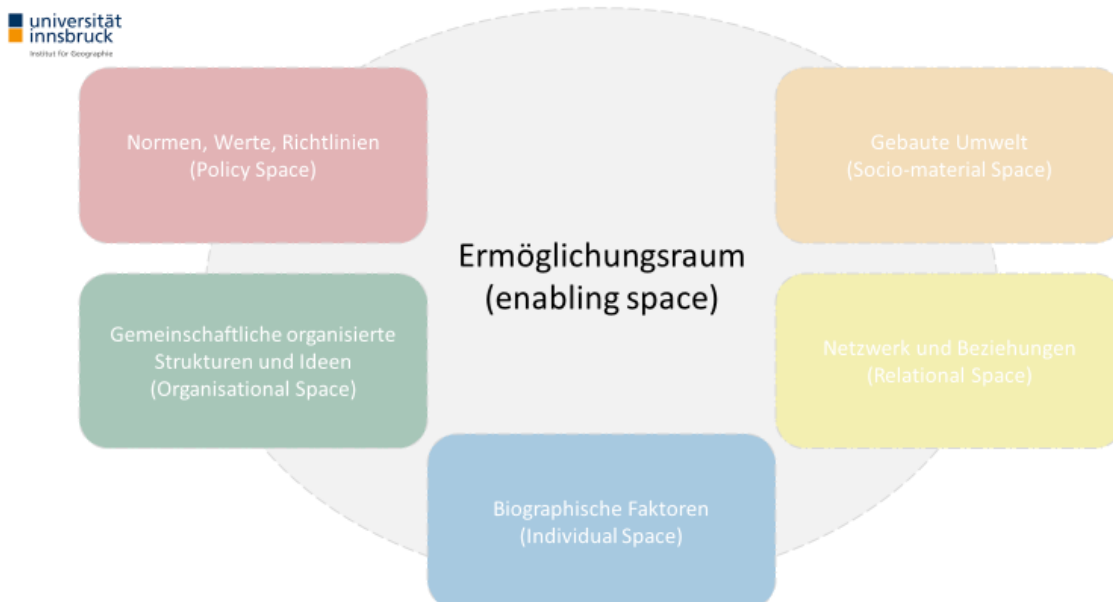 universität
innsbruck
Institut für Geographie
Normen, Werte, Richtlinien
(Policy Space)
Gebaute Umwelt
(Socio-material Space)
Ermöglichungsraum
(enabling space)
Gemeinschaftliche organisierte
Strukturen und Ideen
(Organisational Space)
Netzwerk und Beziehungen
(Relational Space)
Biographische Faktoren
(Individual Space)